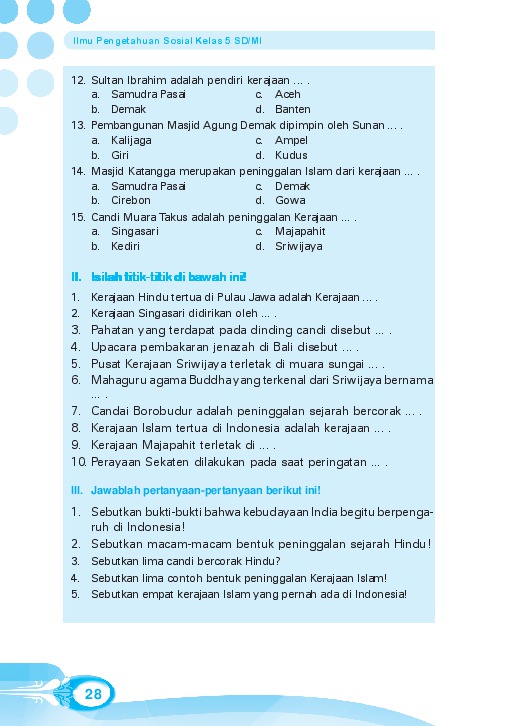 Ilmu Pengetahuan Sosial Kelas 5 SD/MI
12. Sultan Ibrahim adalah pendiri kerajaan ... .
a. Samudra Pasai c. Aceh
b. Demak d. Banten
13. Pembangunan Masjid Agung Demak dipimpin oleh Sunan ... .
a. Kalijaga c. Ampel
b. Giri d. Kudus
14. Masjid Katangga merupakan peninggalan Islam dari kerajaan ... .
a. Samudra Pasai c. Demak
b. Cirebon d. Gowa
15. Candi Muara Takus adalah peninggalan Kerajaan ... .
a. Singasari c. Majapahit
b. Kediri d. Sriwijaya
II. Isilah titik-titik di bawah ini!
1. Kerajaan Hindu tertua di Pulau Jawa adalah Kerajaan ... .
2. Kerajaan Singasari didirikan oleh ... .
3. Pahatan yang terdapat pada dinding candi disebut ... .
4. Upacara pembakaran jenazah di Bali disebut ... .
5. Pusat Kerajaan Sriwijaya terletak di muara sungai ... .
6. Mahaguru agama Buddha yang terkenal dari Sriwijaya bernama
... .
7. Candai Borobudur adalah peninggalan sejarah bercorak ... .
8. Kerajaan Islam tertua di Indonesia adalah kerajaan ... .
9. Kerajaan Majapahit terletak di ... .
10. Perayaan Sekaten dilakukan pada saat peringatan ... .
III. Jawablah pertanyaan-pertanyaan berikut ini!
1. Sebutkan bukti-bukti bahwa kebudayaan India begitu berpenga-
ruh di Indonesia!
2. Sebutkan macam-macam bentuk peninggalan sejarah Hindu!
3. Sebutkan lima candi bercorak Hindu?
4. Sebutkan lima contoh bentuk peninggalan Kerajaan Islam!
5. Sebutkan empat kerajaan Islam yang pernah ada di Indonesia!
28